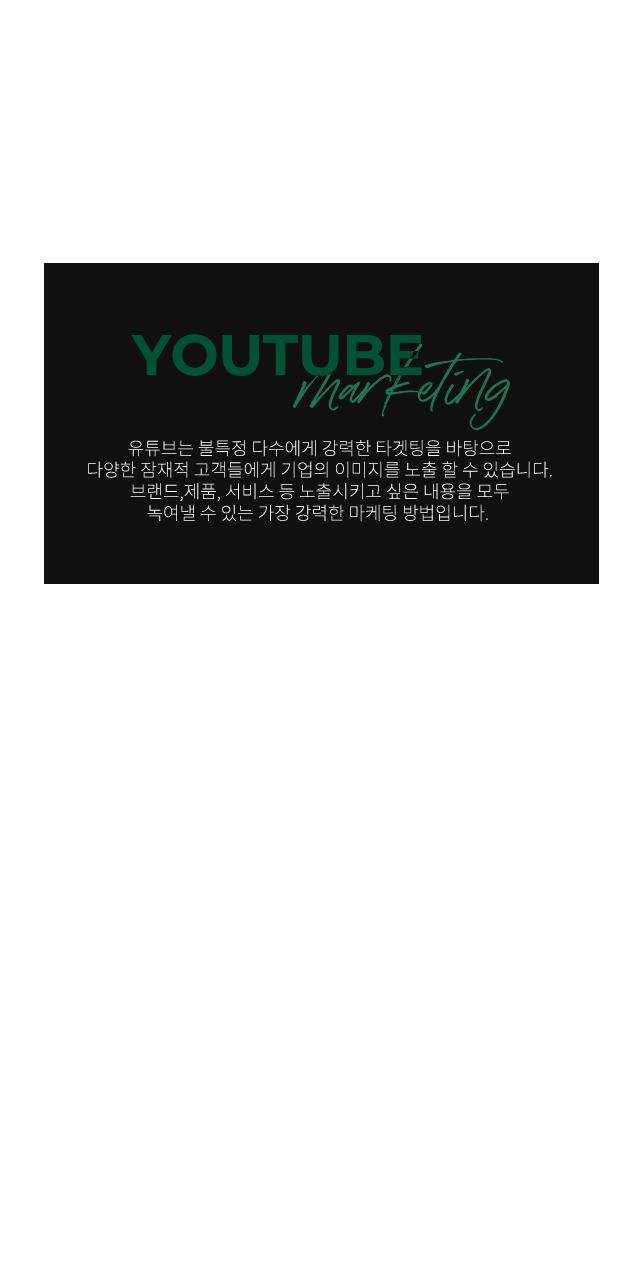 YOUTUBE
marketing
유튜브는 불특정 다수에게 강력한 타겟팅을 바탕으로
다양한 잠재적 고객들에게 기업의 이미지를 노출 할 수 있습니다.
브랜드,제품, 서비스 등 노출시키고 싶은 내용을 모두
녹여낼 수 있는 가장 강력한 마케팅 방법입니다.